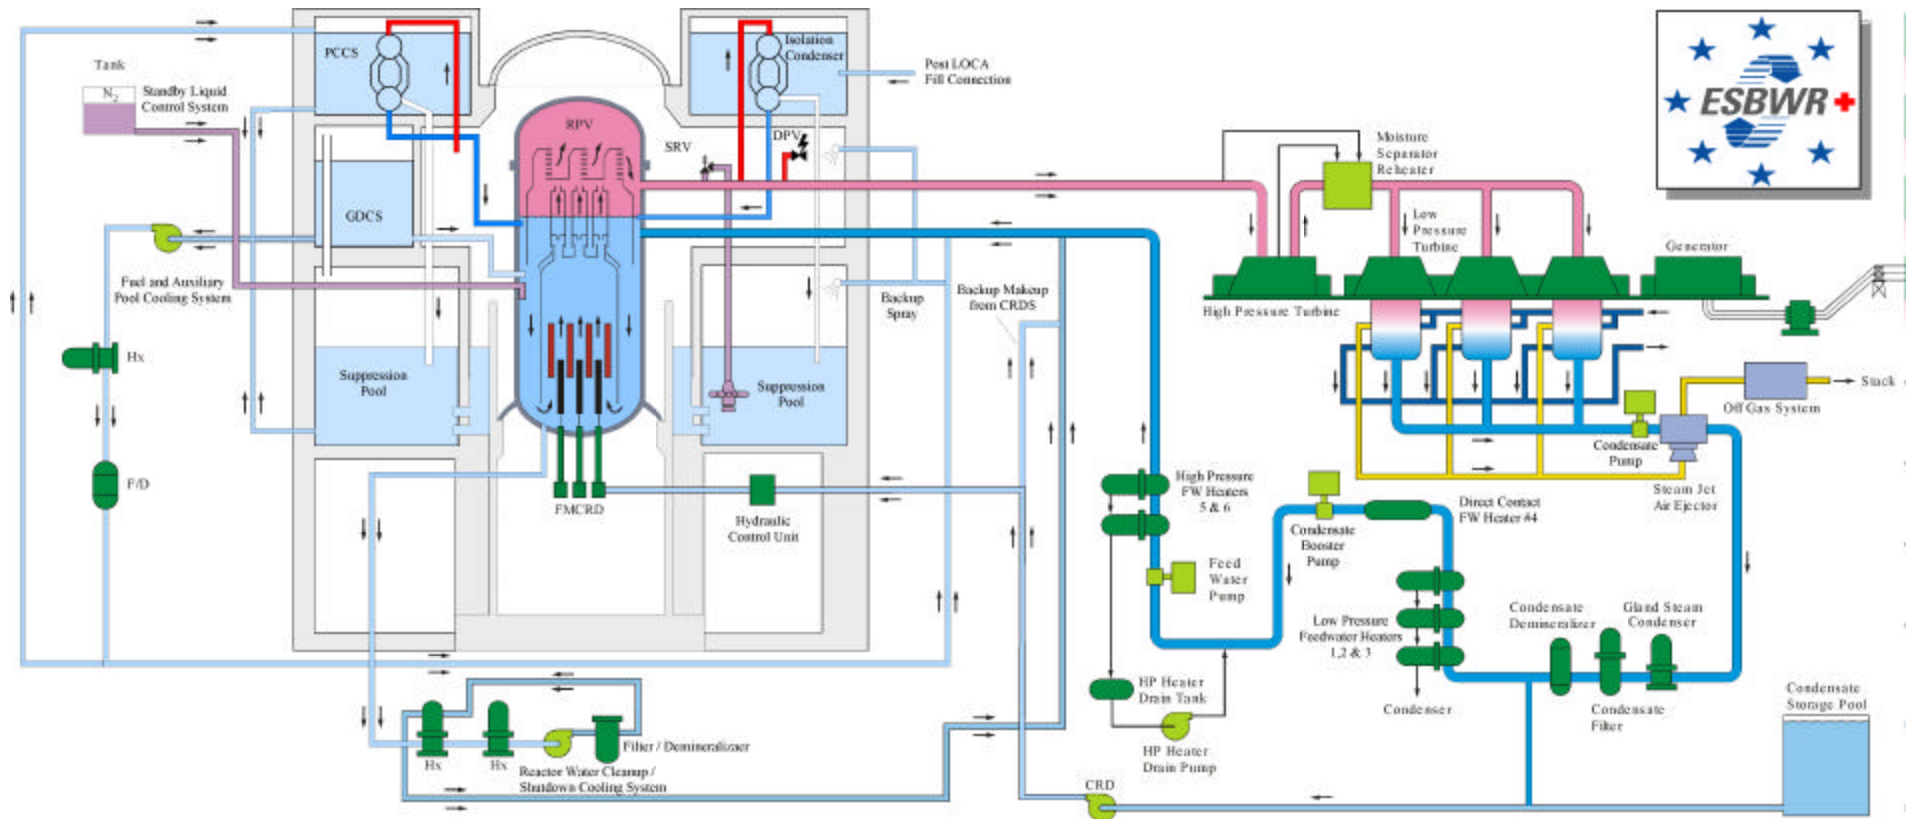 PCCS
Isolation
Condenser
Post LOCA
Fill Connection
Tank
N2
Standby Liquid
Control System
RPV
SRV
DPV
GDCS
Fuel and Auxiliary
Pool Cooling System
Backup
Spray
Backup Makeup
from CRDS
Hx
Suppression
Pool
Suppression
Pool
F/D
FMCRD
Hydraulic
Control Unit
Filter / Demineralizaer
Hx
Hx
Reactor Water Cleanup /
Shutdown Cooling System
ESBWR
Moisture
Separator
Reheater
Low
Pressure
Turbine
Generator
High Pressure Turbine
Stack
Off Gas System
Condensate
Pump
Steam Jet
Air Ejector
High Pressure
FW Heaters
5 & 6
Direct Contact
FW Heater #4
Condensate
Booster
Pump
Feed
Water
Pump
Low Pressure
Feedwater Heaters
1,2 & 3
Condensate
Demineralizer
Gland Steam
Condenser
HP Heater
Drain Tank
Condenser
Condensate
Filter
Condensate
Storage Pool
HP Heater
Drain Pump
CRD